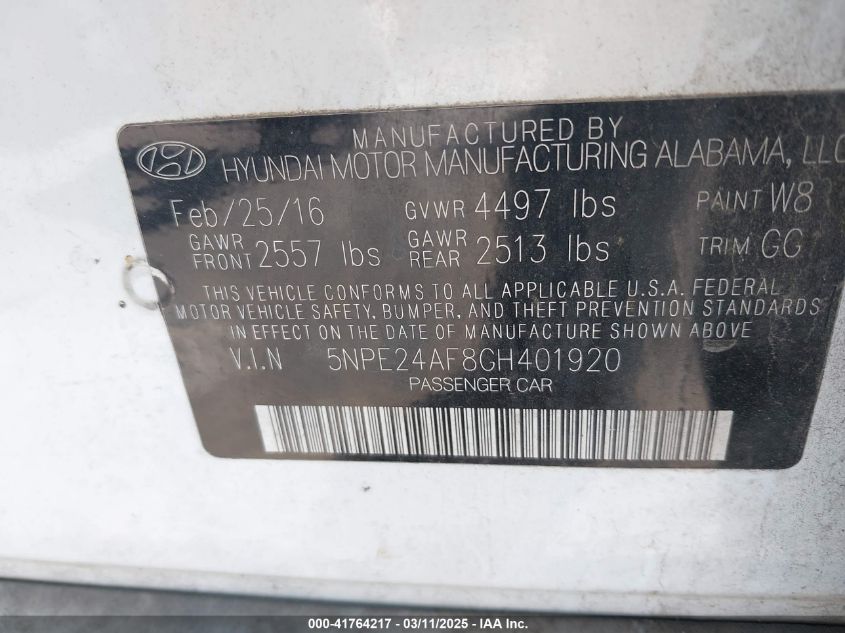 MANUFACTURED BY
HYUNDAI MOTOR MANUFACTURING ALABAMA, LLC
Feb/25/16 GVWR 4497 lbs PAINT W8
GAWR FRONT 2557 lbs GAWR REAR 2513 lbs TRIM GG
THIS VEHICLE CONFORMS TO ALL APPLICABLE U.S.A. FEDERAL
MOTOR VEHICLE SAFETY, BUMPER, AND THEFT PREVENTION STANDARDS
IN EFFECT ON THE DATE OF MANUFACTURE SHOWN ABOVE
V.I.N 5NPE24AF8GH401920
PASSENGER CAR
000-41764217 - 03/11/2025 - IAA Inc.